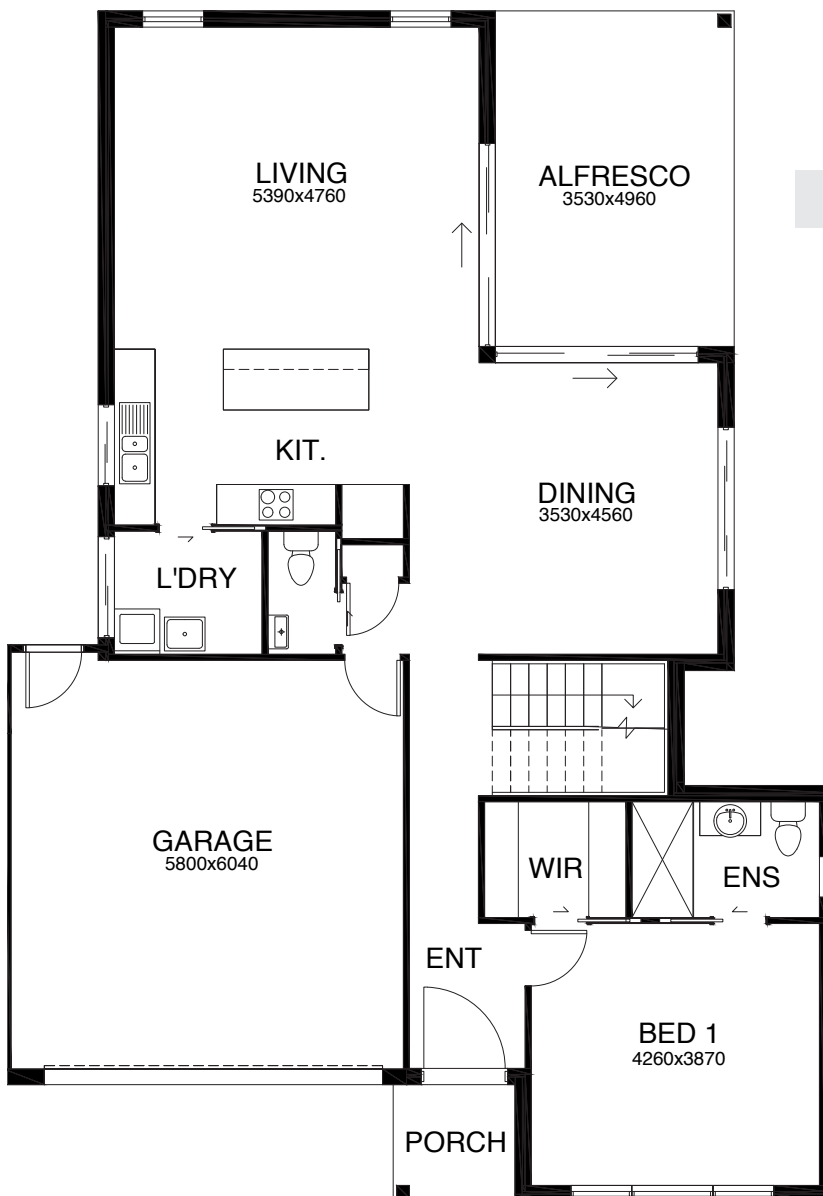 LIVING
5390x4760
ALFRESCO
3530x4960
KIT.
DINING
3530x4560
L'DRY
GARAGE
5800x6040
WIR
ENS
ENT
BED 1
4260x3870
PORCH